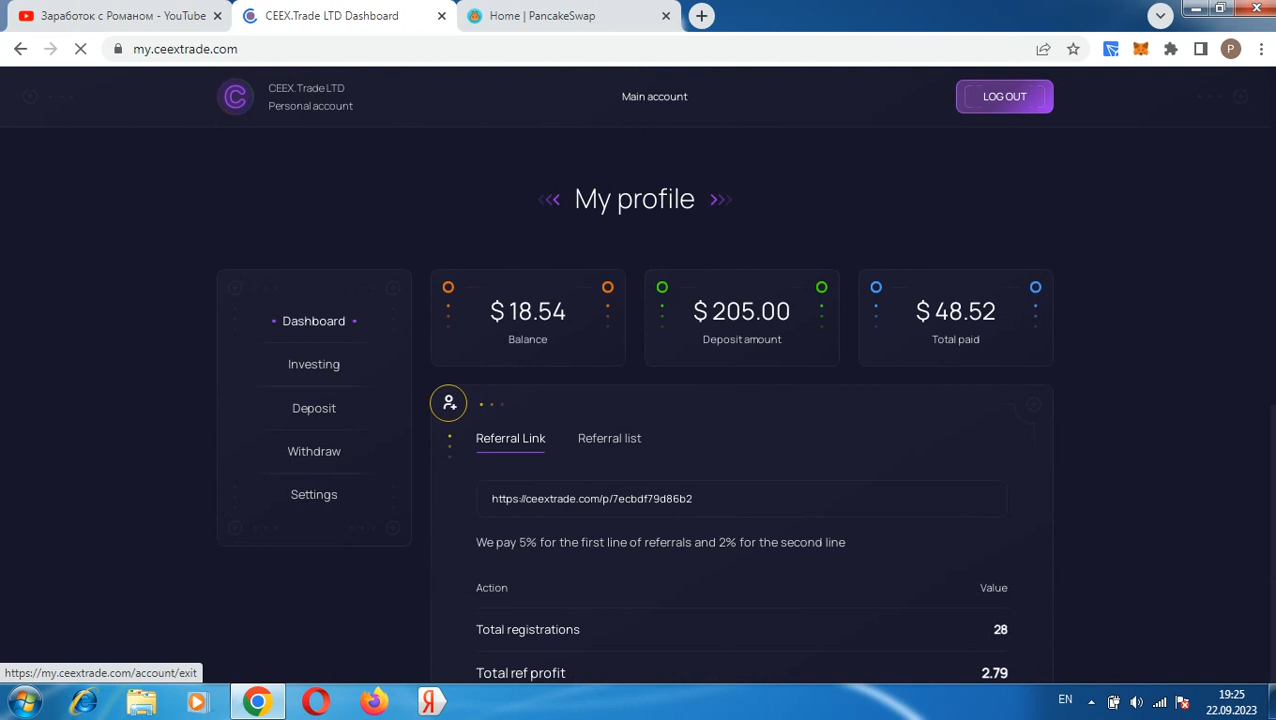 Заработок с Романом - YouTube
CEEX.Trade LTD Dashboard
Home | PancakeSwap
my.ceextrade.com
P
CEEX.Trade LTD
Personal account
Main account
LOG OUT
My profile
Dashboard
Investing
Deposit
Withdraw
Settings
$ 18.54
Balance
$ 205.00
Deposit amount
$ 48.52
Total paid
Referral Link
Referral list
https://ceextrade.com/p/7ecbdf79d86b2
We pay 5% for the first line of referrals and 2% for the second line
Action
Value
Total registrations
28
Total ref profit
2.79
https://my.ceextrade.com/account/exit
EN
19:25
22.09.2023